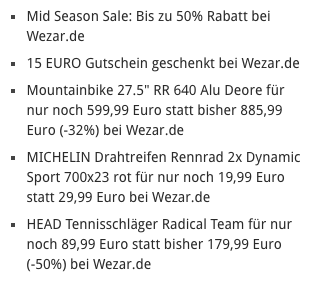 Mid Season Sale: Bis zu 50% Rabatt bei
Wezar.de
15 EURO Gutschein geschenkt bei Wezar.de
Mountainbike 27.5" RR 640 Alu Deore für
nur noch 599,99 Euro statt bisher 885,99
Euro (-32%) bei Wezar.de
MICHELIN Drahtreifen Rennrad 2x Dynamic
Sport 700x23 rot für nur noch 19,99 Euro
statt 29,99 Euro bei Wezar.de
HEAD Tennisschläger Radical Team für nur
noch 89,99 Euro statt bisher 179,99 Euro
(-50%) bei Wezar.de